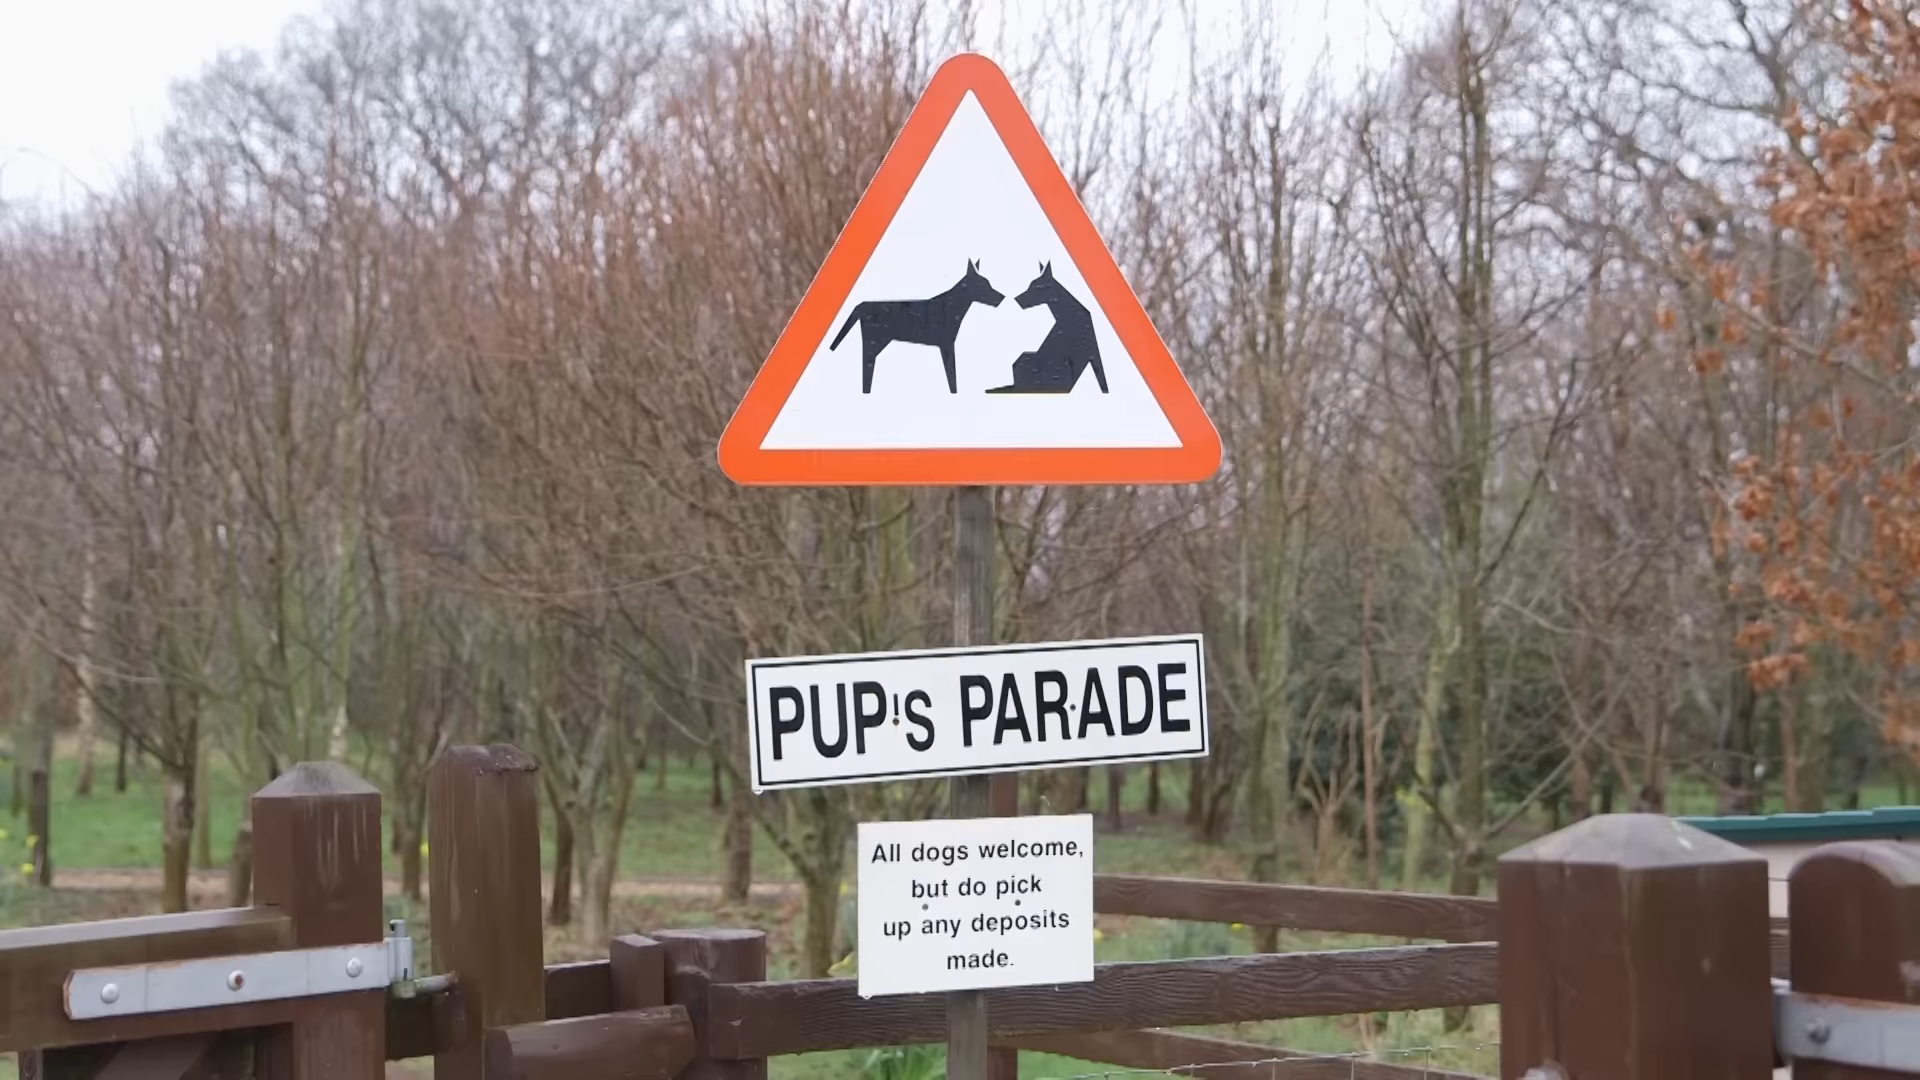 PUP'S PARADE
All dogs welcome,
but do pick
up any deposits
made.